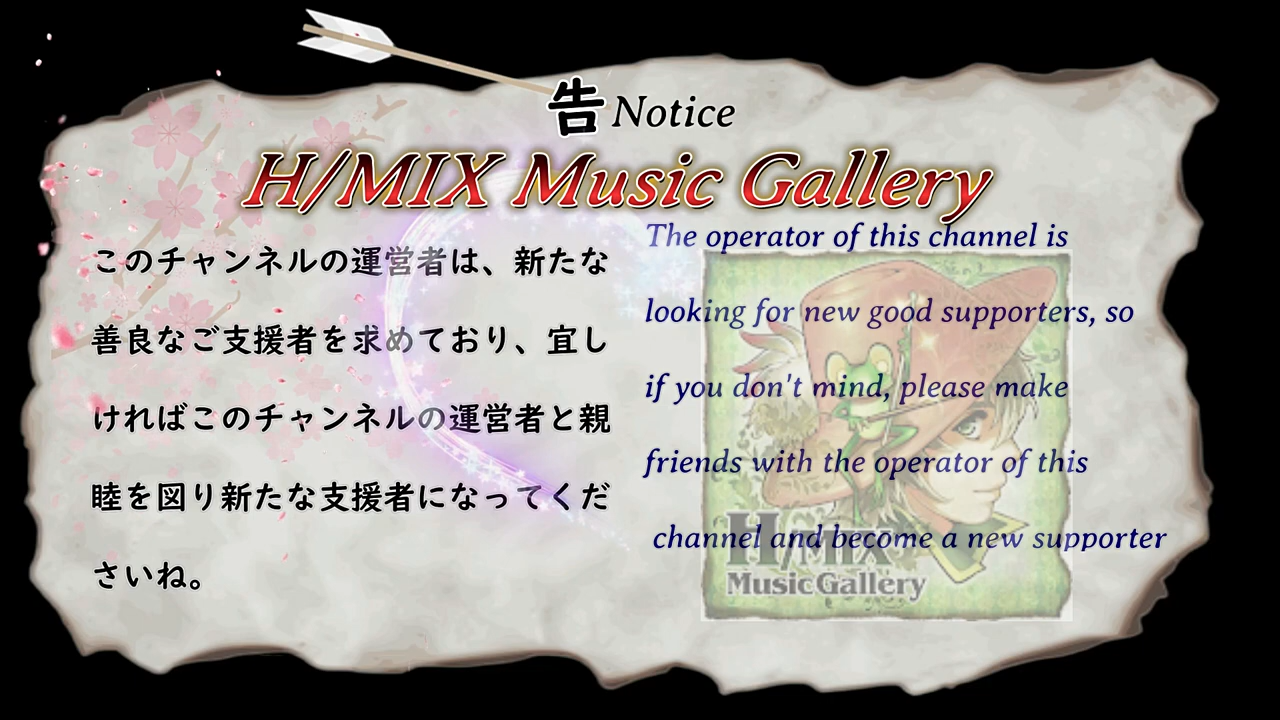 告 Notice
H/MIX Music Gallery
このチャンネルの運営者は、新たな
善良なご支援者を求めており、宜し
ければこのチャンネルの運営者と親
睦を図り新たな支援者になってくだ
さいね。
The operator of this channel is
looking for new good supporters, so
if you don't mind, please make
friends with the operator of this
channel and become a new supporter
H/MIX
Music Gallery